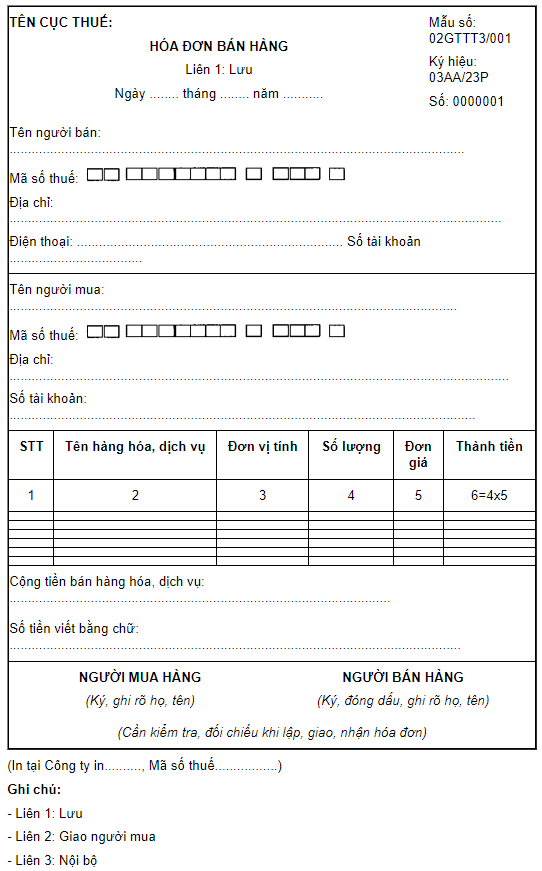 TÊN CỤC THUẾ:
HÓA ĐƠN BÁN HÀNG
Liên 1: Lưu
Ngày ........ tháng ........ năm ...........
Mẫu số:
02GTTT3/001
Ký hiệu:
03AA/23P
Số: 0000001
Tên người bán:
...........................................................................................................................
Mã số thuế:
Địa chỉ:
.....................................................................................................................................
Điện thoại: ........................................................................ Số tài khoản
....................................
Tên người mua:
.........................................................................................................................
Mã số thuế:
Địa chỉ:
.......................................................................................................................................
Số tài khoản:
..............................................................................................................................
STT Tên hàng hóa, dịch vụ Đơn vị tính Số lượng Đơn giá Thành tiền
1 2 3 4 5 6=4x5
Cộng tiền bán hàng hóa, dịch vụ:
.......................................................................................................
Số tiền viết bằng chữ:
..........................................................................................................................
NGƯỜI MUA HÀNG NGƯỜI BÁN HÀNG
(Ký, ghi rõ họ, tên) (Ký, đóng dấu, ghi rõ họ, tên)
(Cần kiểm tra, đối chiếu khi lập, giao, nhận hóa đơn)
(In tại Công ty in.........., Mã số thuế.................)
Ghi chú:
- Liên 1: Lưu
- Liên 2: Giao người mua
- Liên 3: Nội bộ